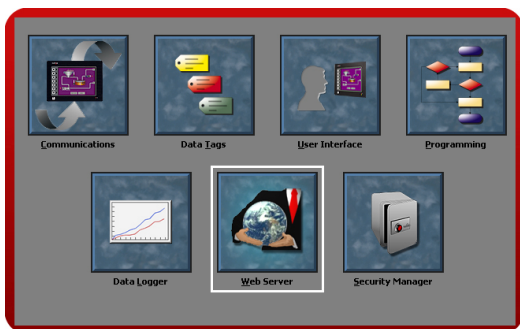 Communications
Data Tags
User Interface
Programming
Data Logger
Web Server
Security Manager